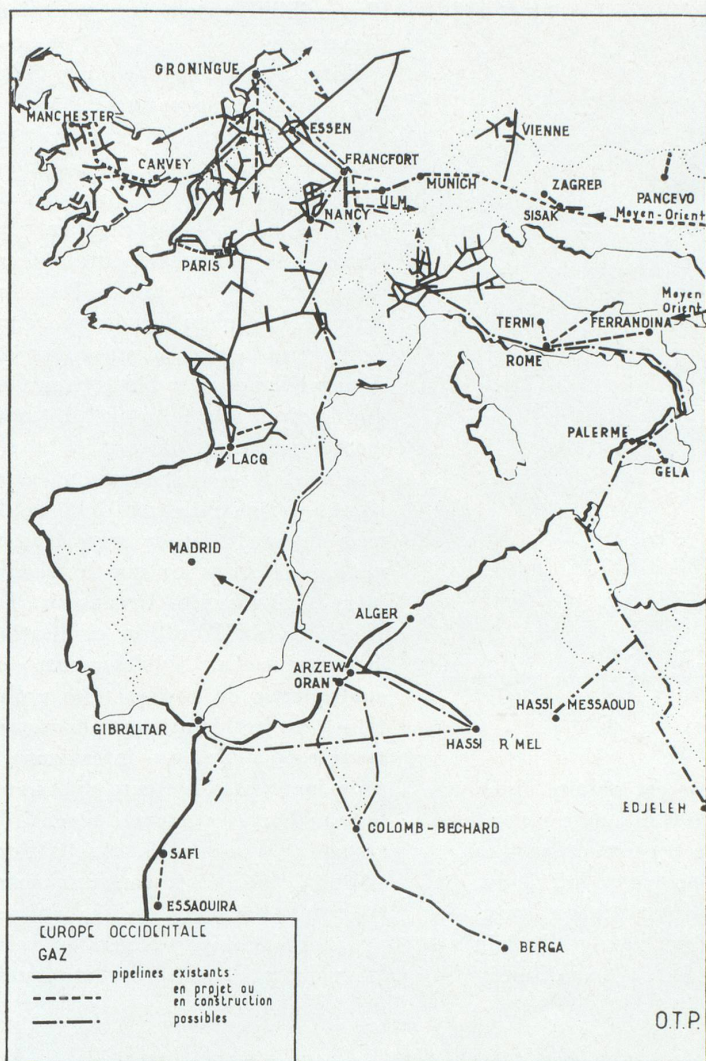 GRONINGUE
MANCHESTER
ESSEN
VIENNE
CANVEY
FRANCFORT
MUNICH
ULM
ZAGREB
PANCEVO
NANCY
SISAK
Moyen-Orient
PARIS
Moyen
Orient
TERNI
FERRANDINA
ROME
PALERME
LACQ
GELA
MADRID
ALGER
ARZEW
ORAN
HASSI MESSAOUD
GIBRALTAR
HASSI R'MEL
EDJELEH
COLOMB-BECHARD
SAFI
ESSAOUIRA
BERGA
EUROPE OCCIDENTALE
GAZ
pipelines existants.
en projet ou
en construction
possibles
O.T.P.